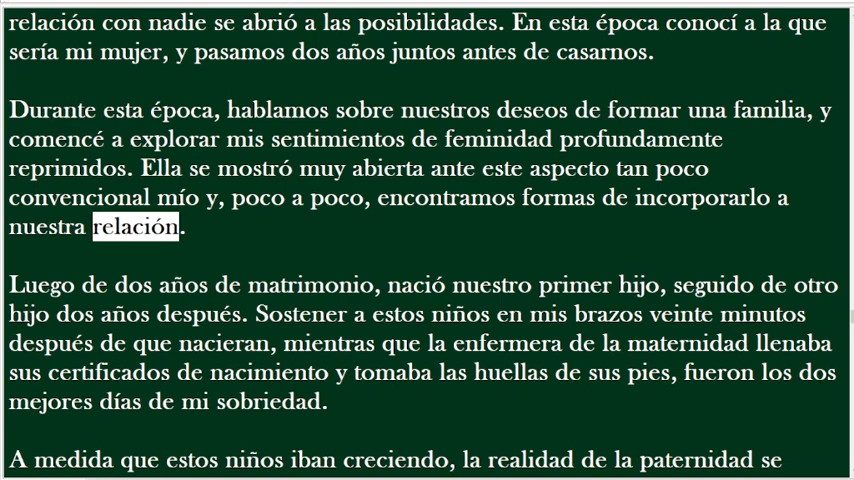 relación con nadie se abrió a las posibilidades. En esta época conocí a la que
sería mi mujer, y pasamos dos años juntos antes de casarnos.
Durante esta época, hablamos sobre nuestros deseos de formar una familia, y
comencé a explorar mis sentimientos de feminidad profundamente
reprimidos. Ella se mostró muy abierta ante este aspecto tan poco
convencional mío y, poco a poco, encontramos formas de incorporarlo a
nuestra relación.
Luego de dos años de matrimonio, nació nuestro primer hijo, seguido de otro
hijo dos años después. Sostener a estos niños en mis brazos veinte minutos
después de que nacieran, mientras que la enfermera de la maternidad llenaba
sus certificados de nacimiento y tomaba las huellas de sus pies, fueron los dos
mejores días de mi sobriedad.
A medida que estos niños iban creciendo, la realidad de la paternidad se